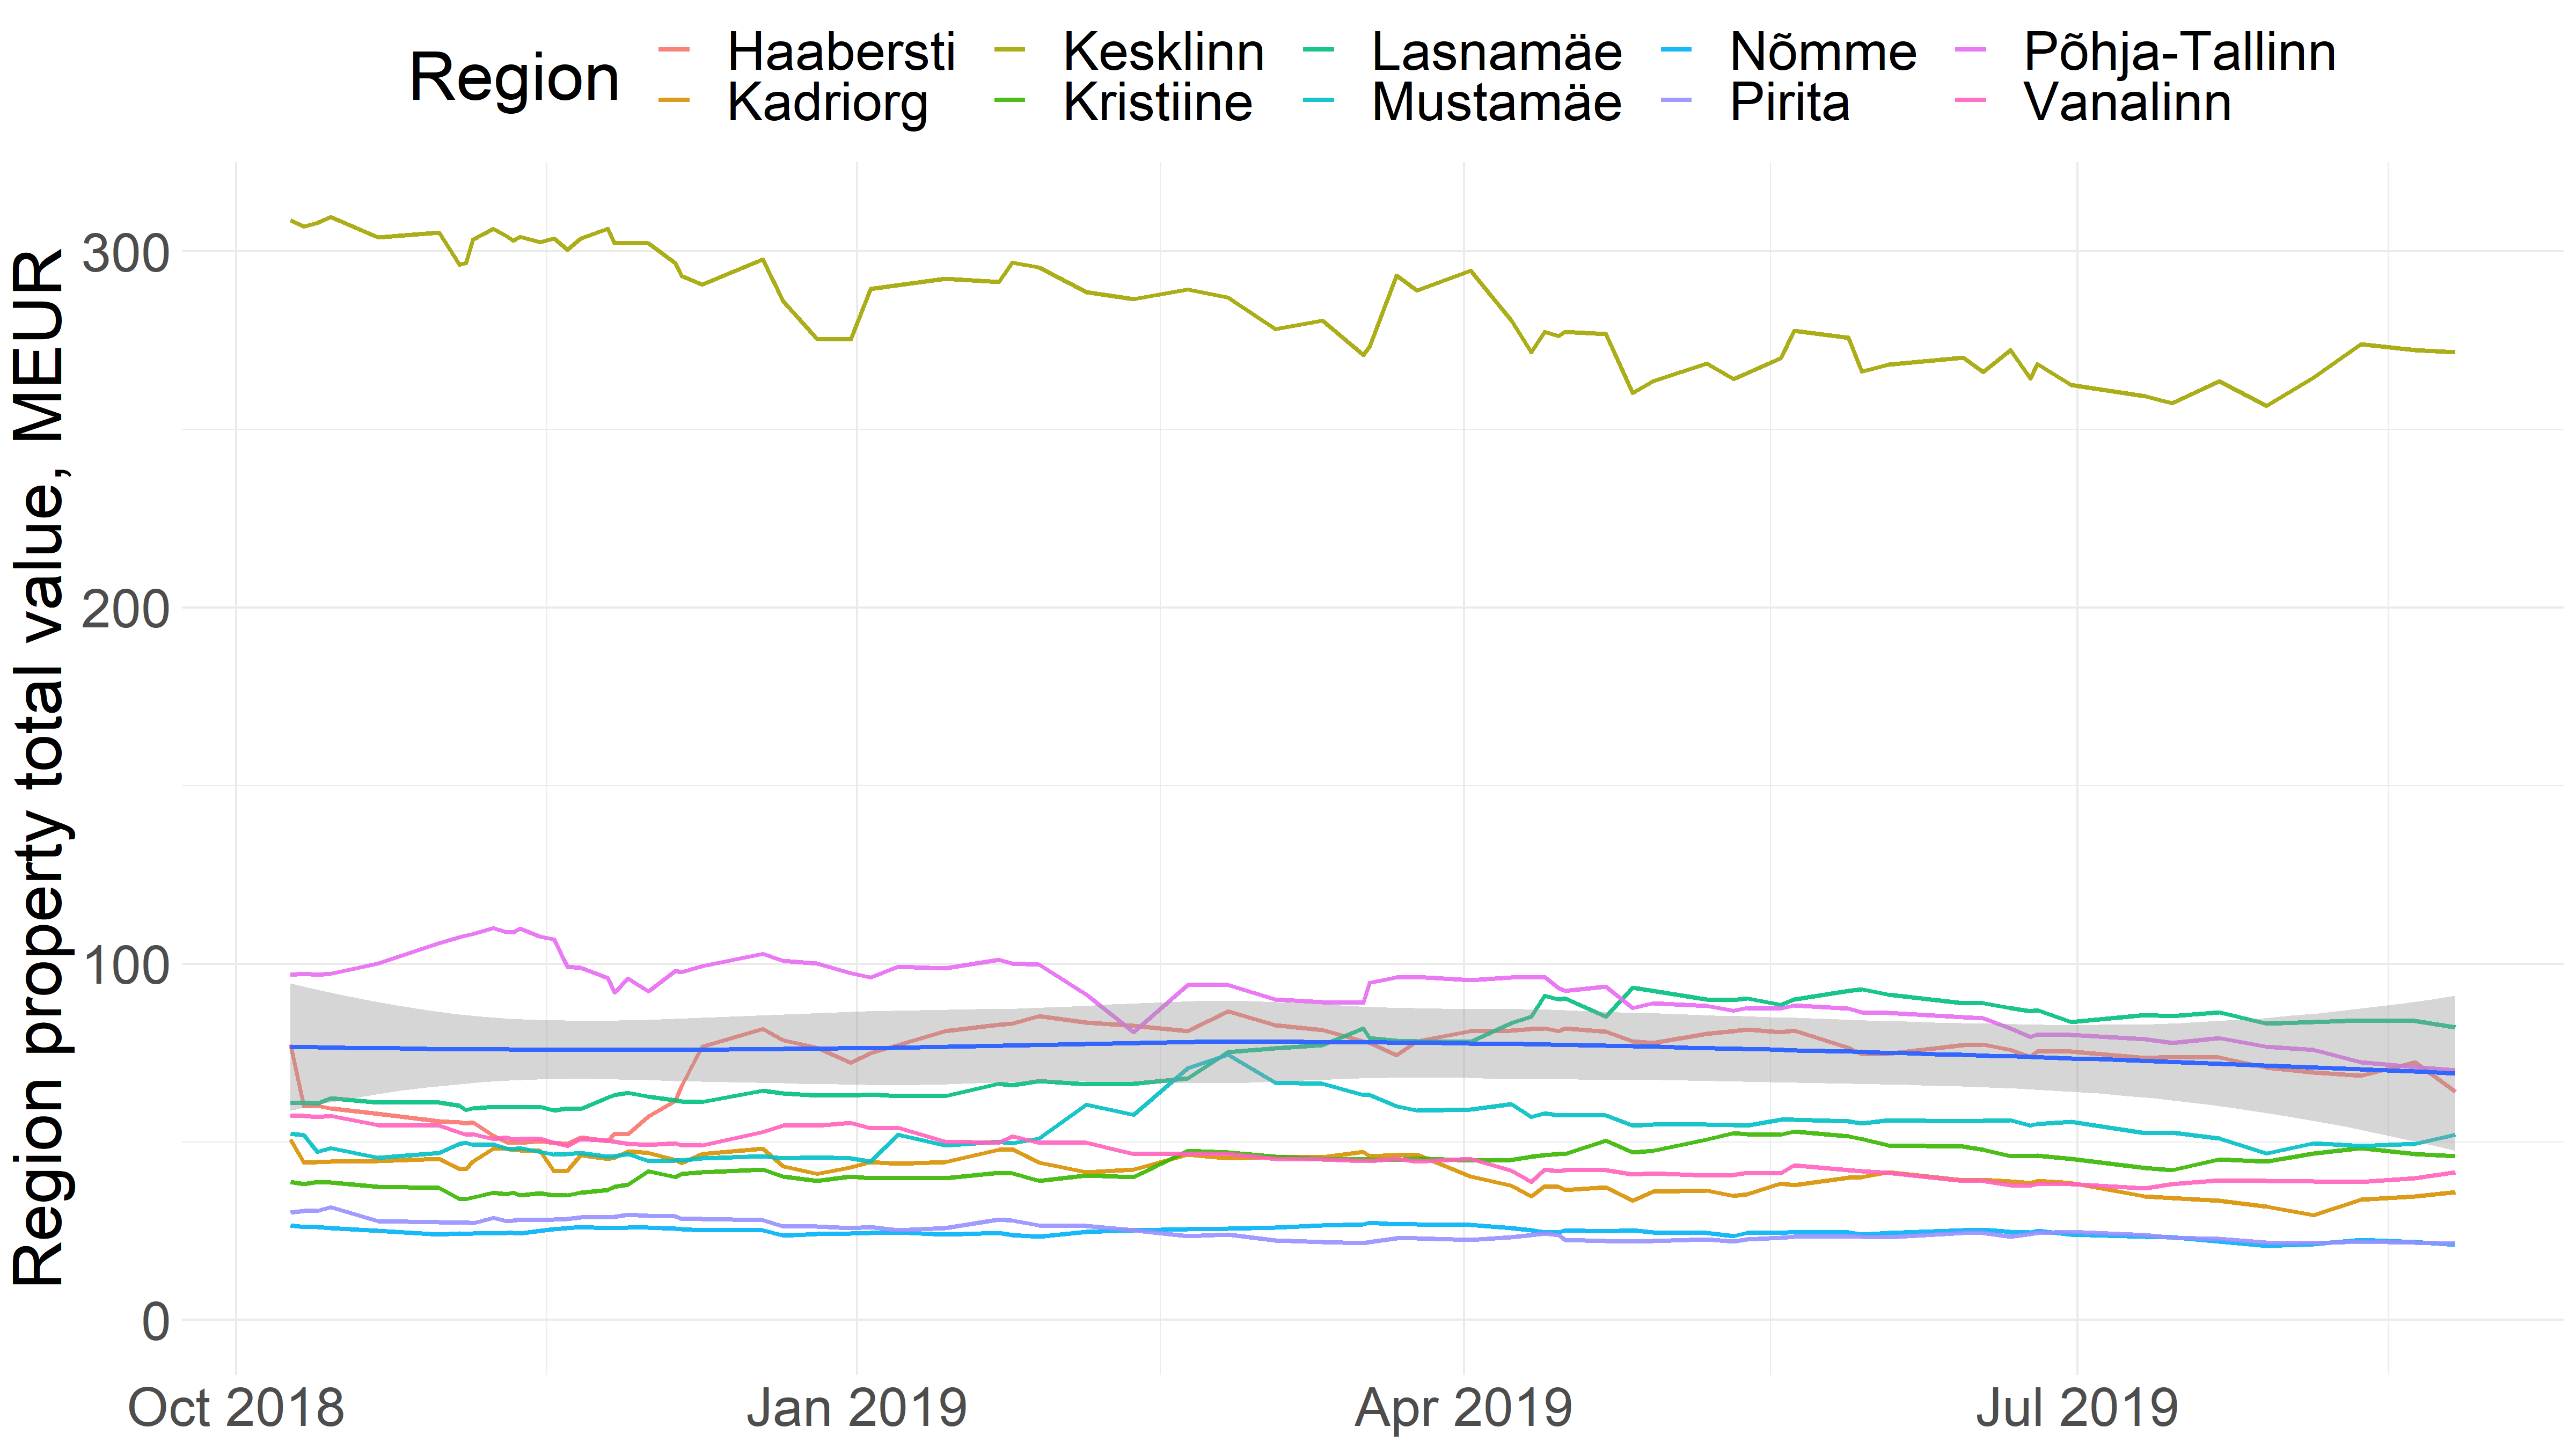 Region
Haabersti Kesklinn Lasnamäe Nõmme Põhja-Tallinn
Kadriorg Kristiine Mustamäe Pirita Vanalinn
Region property total value, MEUR
300
200
100
0
Oct 2018 Jan 2019 Apr 2019 Jul 2019